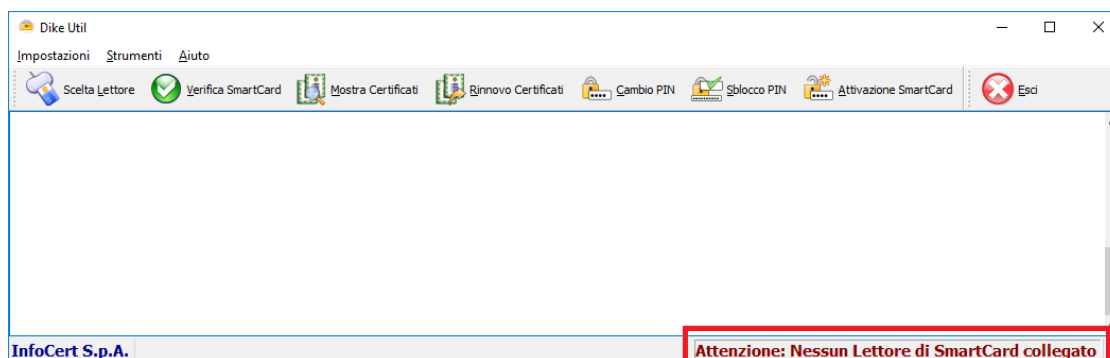 Dike Util
Impostazioni Strumenti Aiuto
Scelta Lettore Verifica SmartCard Mostra Certificati Rinnovo Certificati Cambio PIN Sblocco PIN Attivazione SmartCard Esci
InfoCert S.p.A. Attenzione: Nessun Lettore di SmartCard collegato